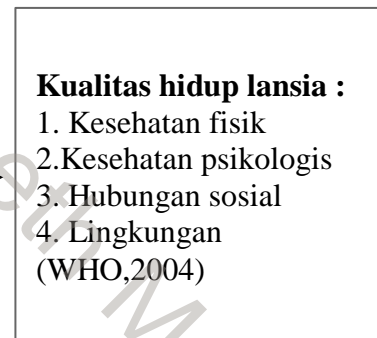 Kualitas hidup lansia :
1. Kesehatan fisik
2.Kesehatan psikologis
3. Hubungan sosial
4. Lingkungan
(WHO,2004)